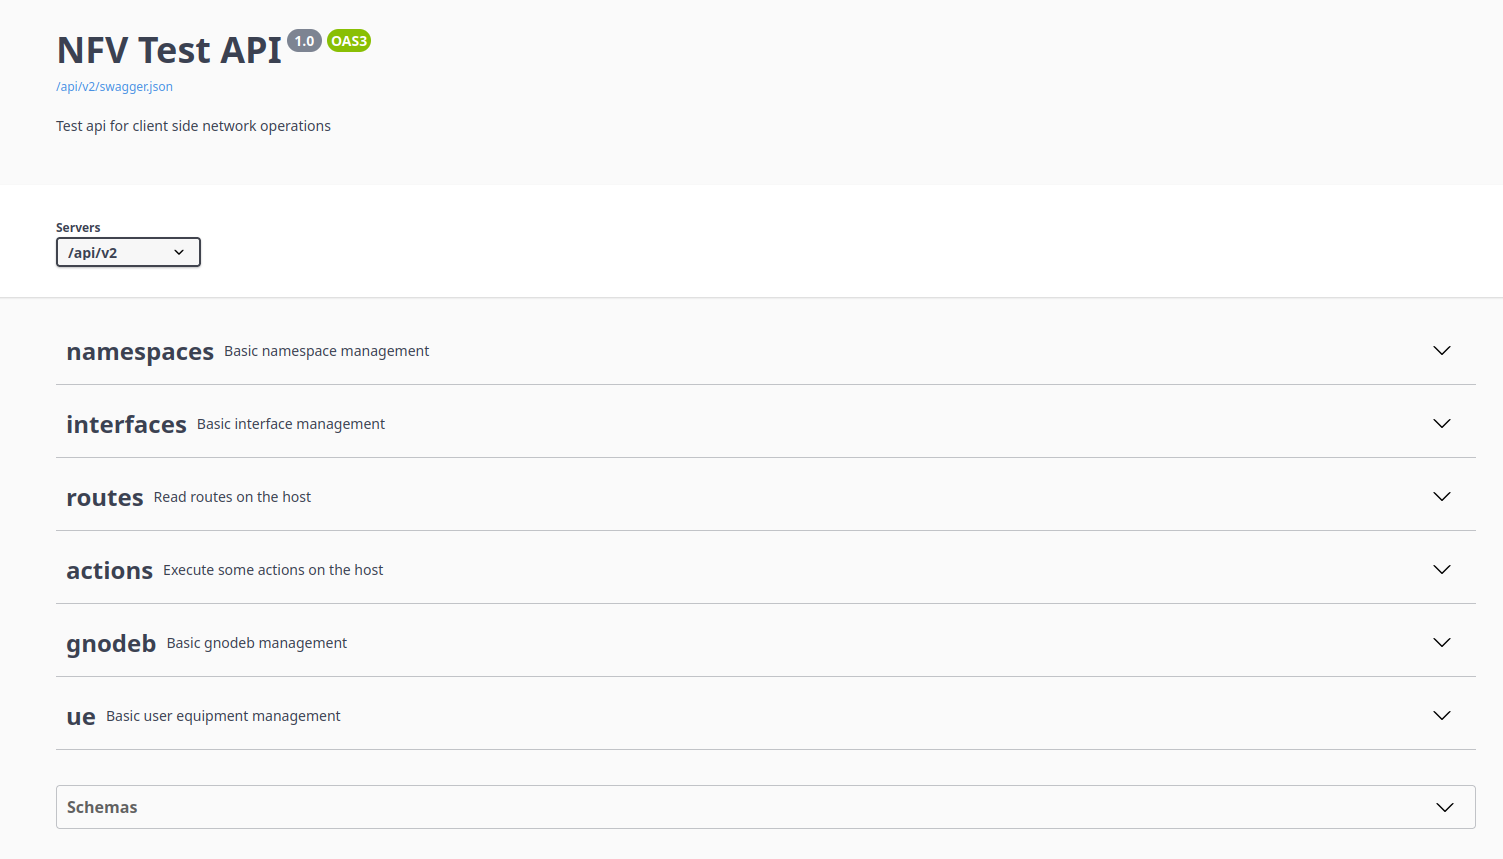 NFV Test API 1.0 OAS3
/api/v2/swagger.json
Test api for client side network operations
Servers
/api/v2
namespaces Basic namespace management
interfaces Basic interface management
routes Read routes on the host
actions Execute some actions on the host
gnodeb Basic gnodeb management
ue Basic user equipment management
Schemas